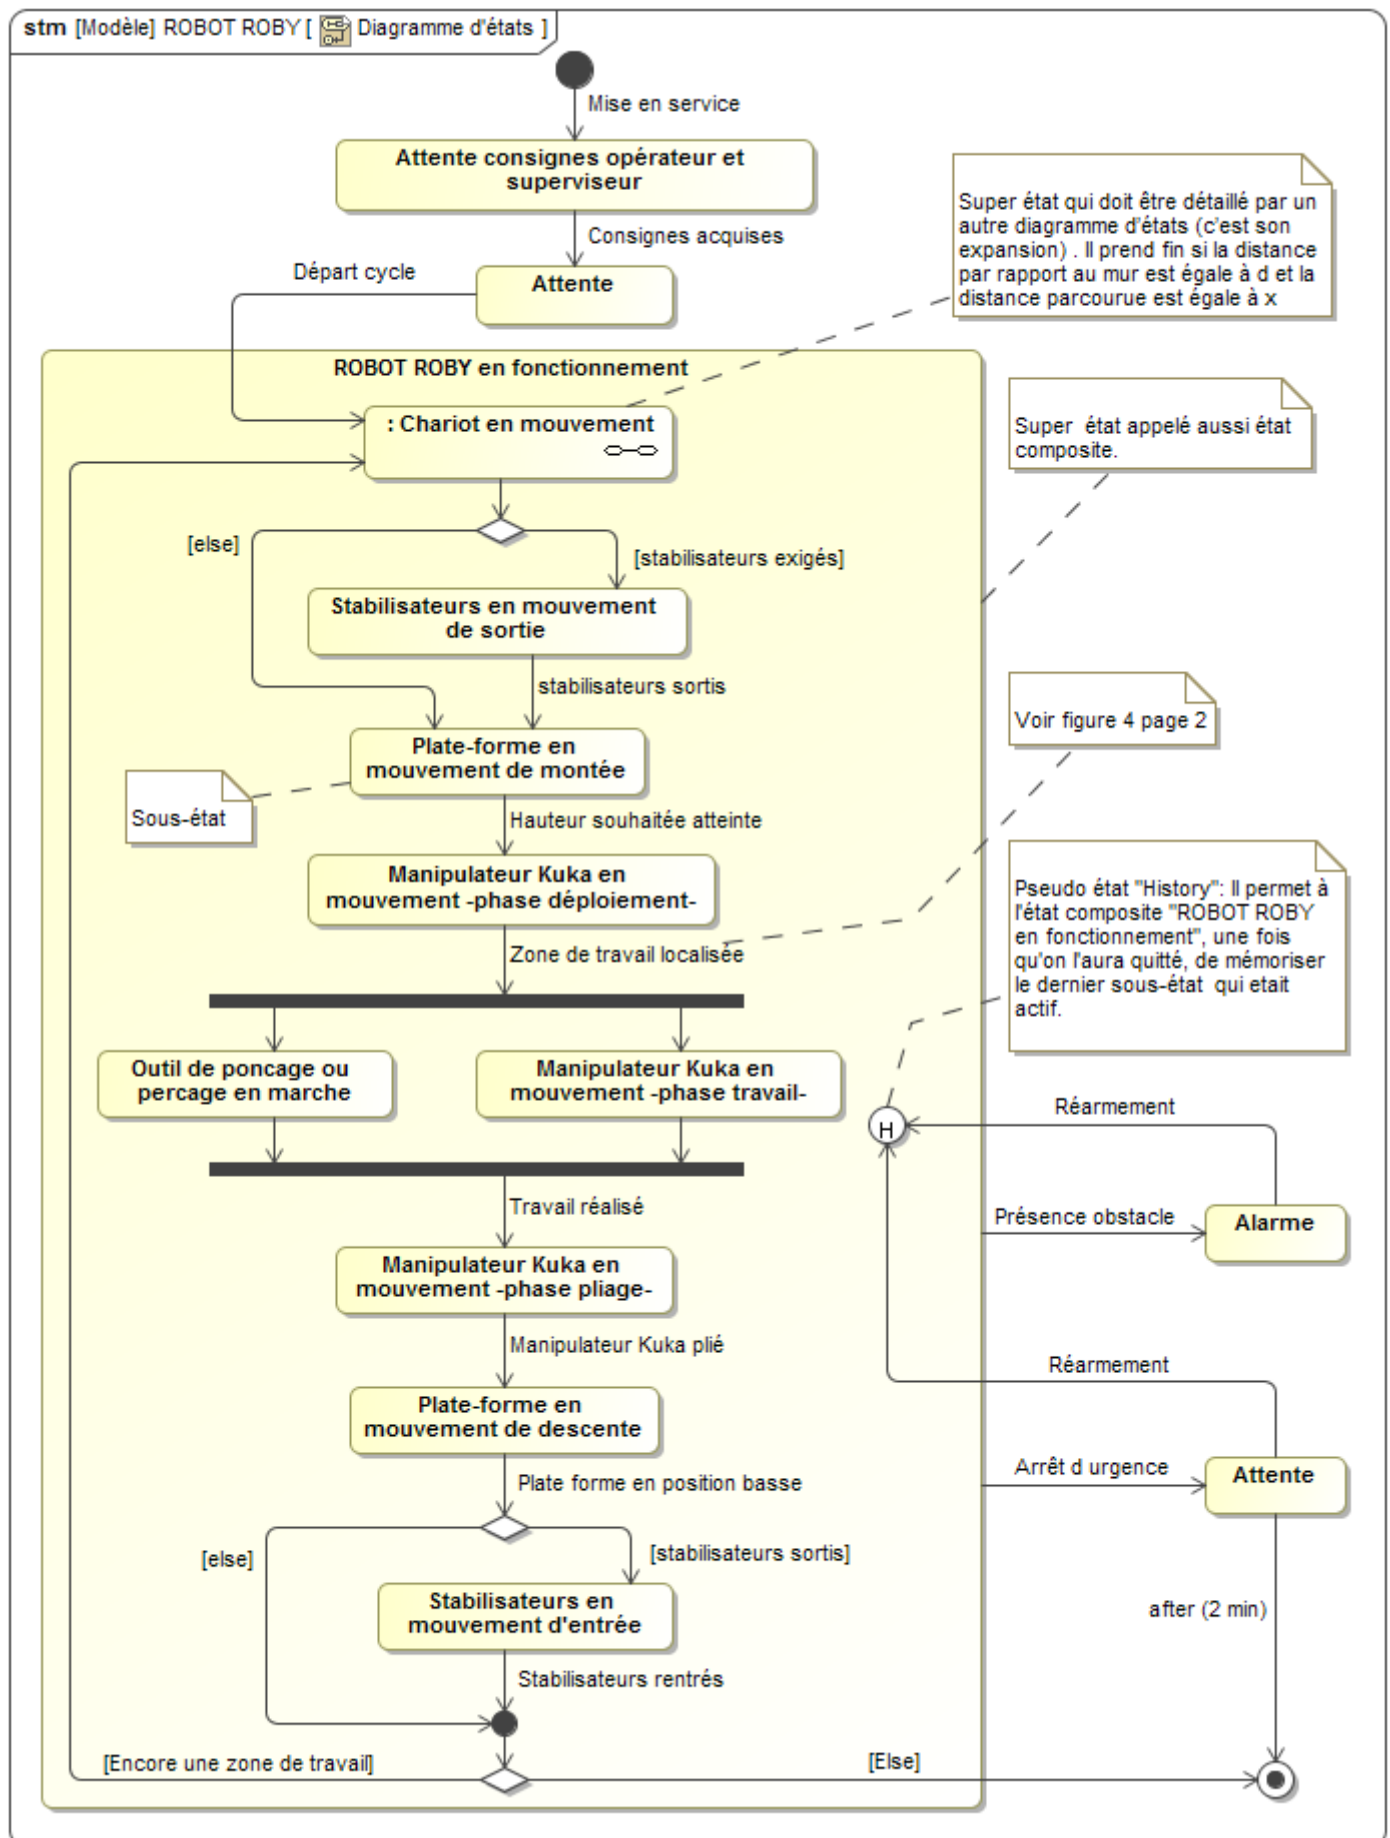 stm [Modèle] ROBOT ROBY [ Diagramme d'états ]
Mise en service
Attente consignes opérateur et
superviseur
Consignes acquises
Départ cycle
Attente
Super état qui doit être détaillé par un
autre diagramme d'états (c'est son
expansion) . Il prend fin si la distance
par rapport au mur est égale à d et la
distance parcourue est égale à x
ROBOT ROBY en fonctionnement
: Chariot en mouvement
Super état appelé aussi état
composite.
[else]
[stabilisateurs exigés]
Stabilisateurs en mouvement
de sortie
stabilisateurs sortis
Voir figure 4 page 2
Plate-forme en
mouvement de montée
Sous-état
Hauteur souhaitée atteinte
Manipulateur Kuka en
mouvement -phase déploiement-
Pseudo état "History": Il permet à
l'état composite "ROBOT ROBY
en fonctionnement", une fois
qu'on l'aura quitté, de mémoriser
le dernier sous-état qui etait
actif.
Zone de travail localisée
Outil de poncage ou
percage en marche
Manipulateur Kuka en
mouvement -phase travail-
H
Réarmement
Travail réalisé
Présence obstacle
Alarme
Manipulateur Kuka en
mouvement -phase pliage-
Manipulateur Kuka plié
Réarmement
Plate-forme en
mouvement de descente
Arrêt d urgence
Attente
Plate forme en position basse
[else]
[stabilisateurs sortis]
Stabilisateurs en
mouvement d'entrée
after (2 min)
Stabilisateurs rentrés
[Encore une zone de travail]
[Else]